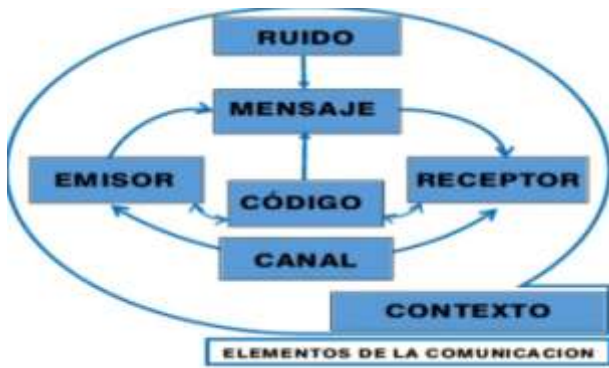 RUIDO
MENSAJE
EMISOR
RECEPTOR
CÓDIGO
CANAL
CONTEXTO
ELEMENTOS DE LA COMUNICACION